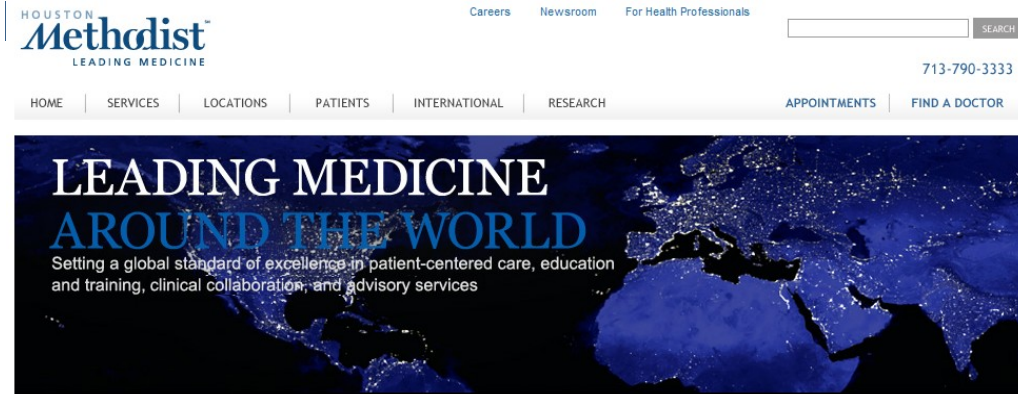 HOUSTON
Methodist
LEADING MEDICINE
Careers Newsroom For Health Professionals
SEARCH
713-790-3333
HOME SERVICES LOCATIONS PATIENTS INTERNATIONAL RESEARCH APPOINTMENTS FIND A DOCTOR
LEADING MEDICINE
AROUND THE WORLD
Setting a global standard of excellence in patient-centered care, education
and training, clinical collaboration, and advisory services